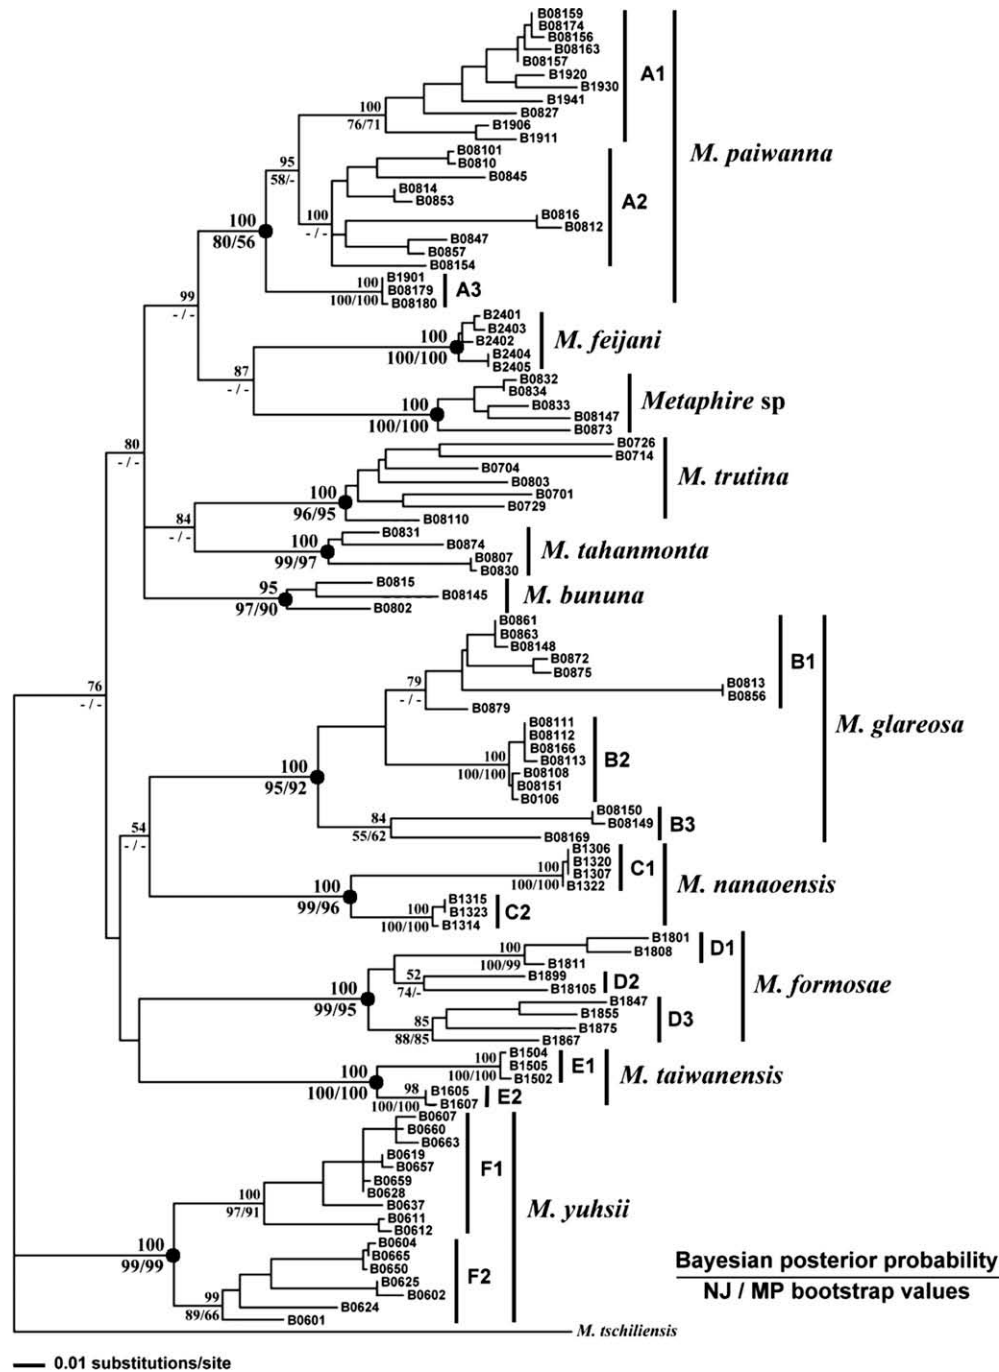 B08159
B08174
B08156
B08163
B08157
B1920
B1930
B1941
B0827
B1906
B1911
A1
100
76/71
M. paiwanna
95
58/-
B08101
B0810
B0845
B0814
B0853
B0816
B0812
B0847
B0857
B08154
A2
100
- / -
100
80/56
B1901
B08179
B08180
100
100/100
A3
99
- / -
B2401
B2403
B2402
B2404
B2405
100
100/100
M. feijani
87
- / -
B0832
B0834
B0833
B08147
B0873
100
100/100
Metaphire sp
80
- / -
B0726
B0714
B0704
B0803
B0701
B0729
B08110
100
96/95
M. trutina
84
- / -
B0831
B0874
B0807
B0830
100
99/97
M. tahanmonta
B0815
B08145
B0802
95
97/90
M. bununa
76
- / -
B0861
B0863
B08148
B0872
B0875
B0813
B0856
B0879
79
- / -
B1
M. glareosa
B08111
B08112
B08166
B08113
B08108
B08151
B0106
100
100/100
B2
100
95/92
B08150
B08149
B08169
84
55/62
B3
54
- / -
B1306
B1320
B1307
B1322
100
100/100
C1
M. nanaoensis
100
99/96
B1315
B1323
B1314
100
100/100
C2
B1801
B1808
B1811
100
100/99
D1
M. formosae
B1899
B18105
52
74/-
D2
100
99/95
B1847
B1855
B1875
B1867
85
88/85
D3
B1504
B1505
B1502
100
100/100
E1
M. taiwanensis
100
100/100
B1605
B1607
98
100/100
E2
B0607
B0660
B0663
B0619
B0657
B0659
B0628
B0637
B0611
B0612
100
97/91
F1
M. yuhsii
100
99/99
B0604
B0665
B0650
B0625
B0602
B0624
B0601
99
89/66
F2
Bayesian posterior probability
NJ / MP bootstrap values
M. tschiliensis
0.01 substitutions/site